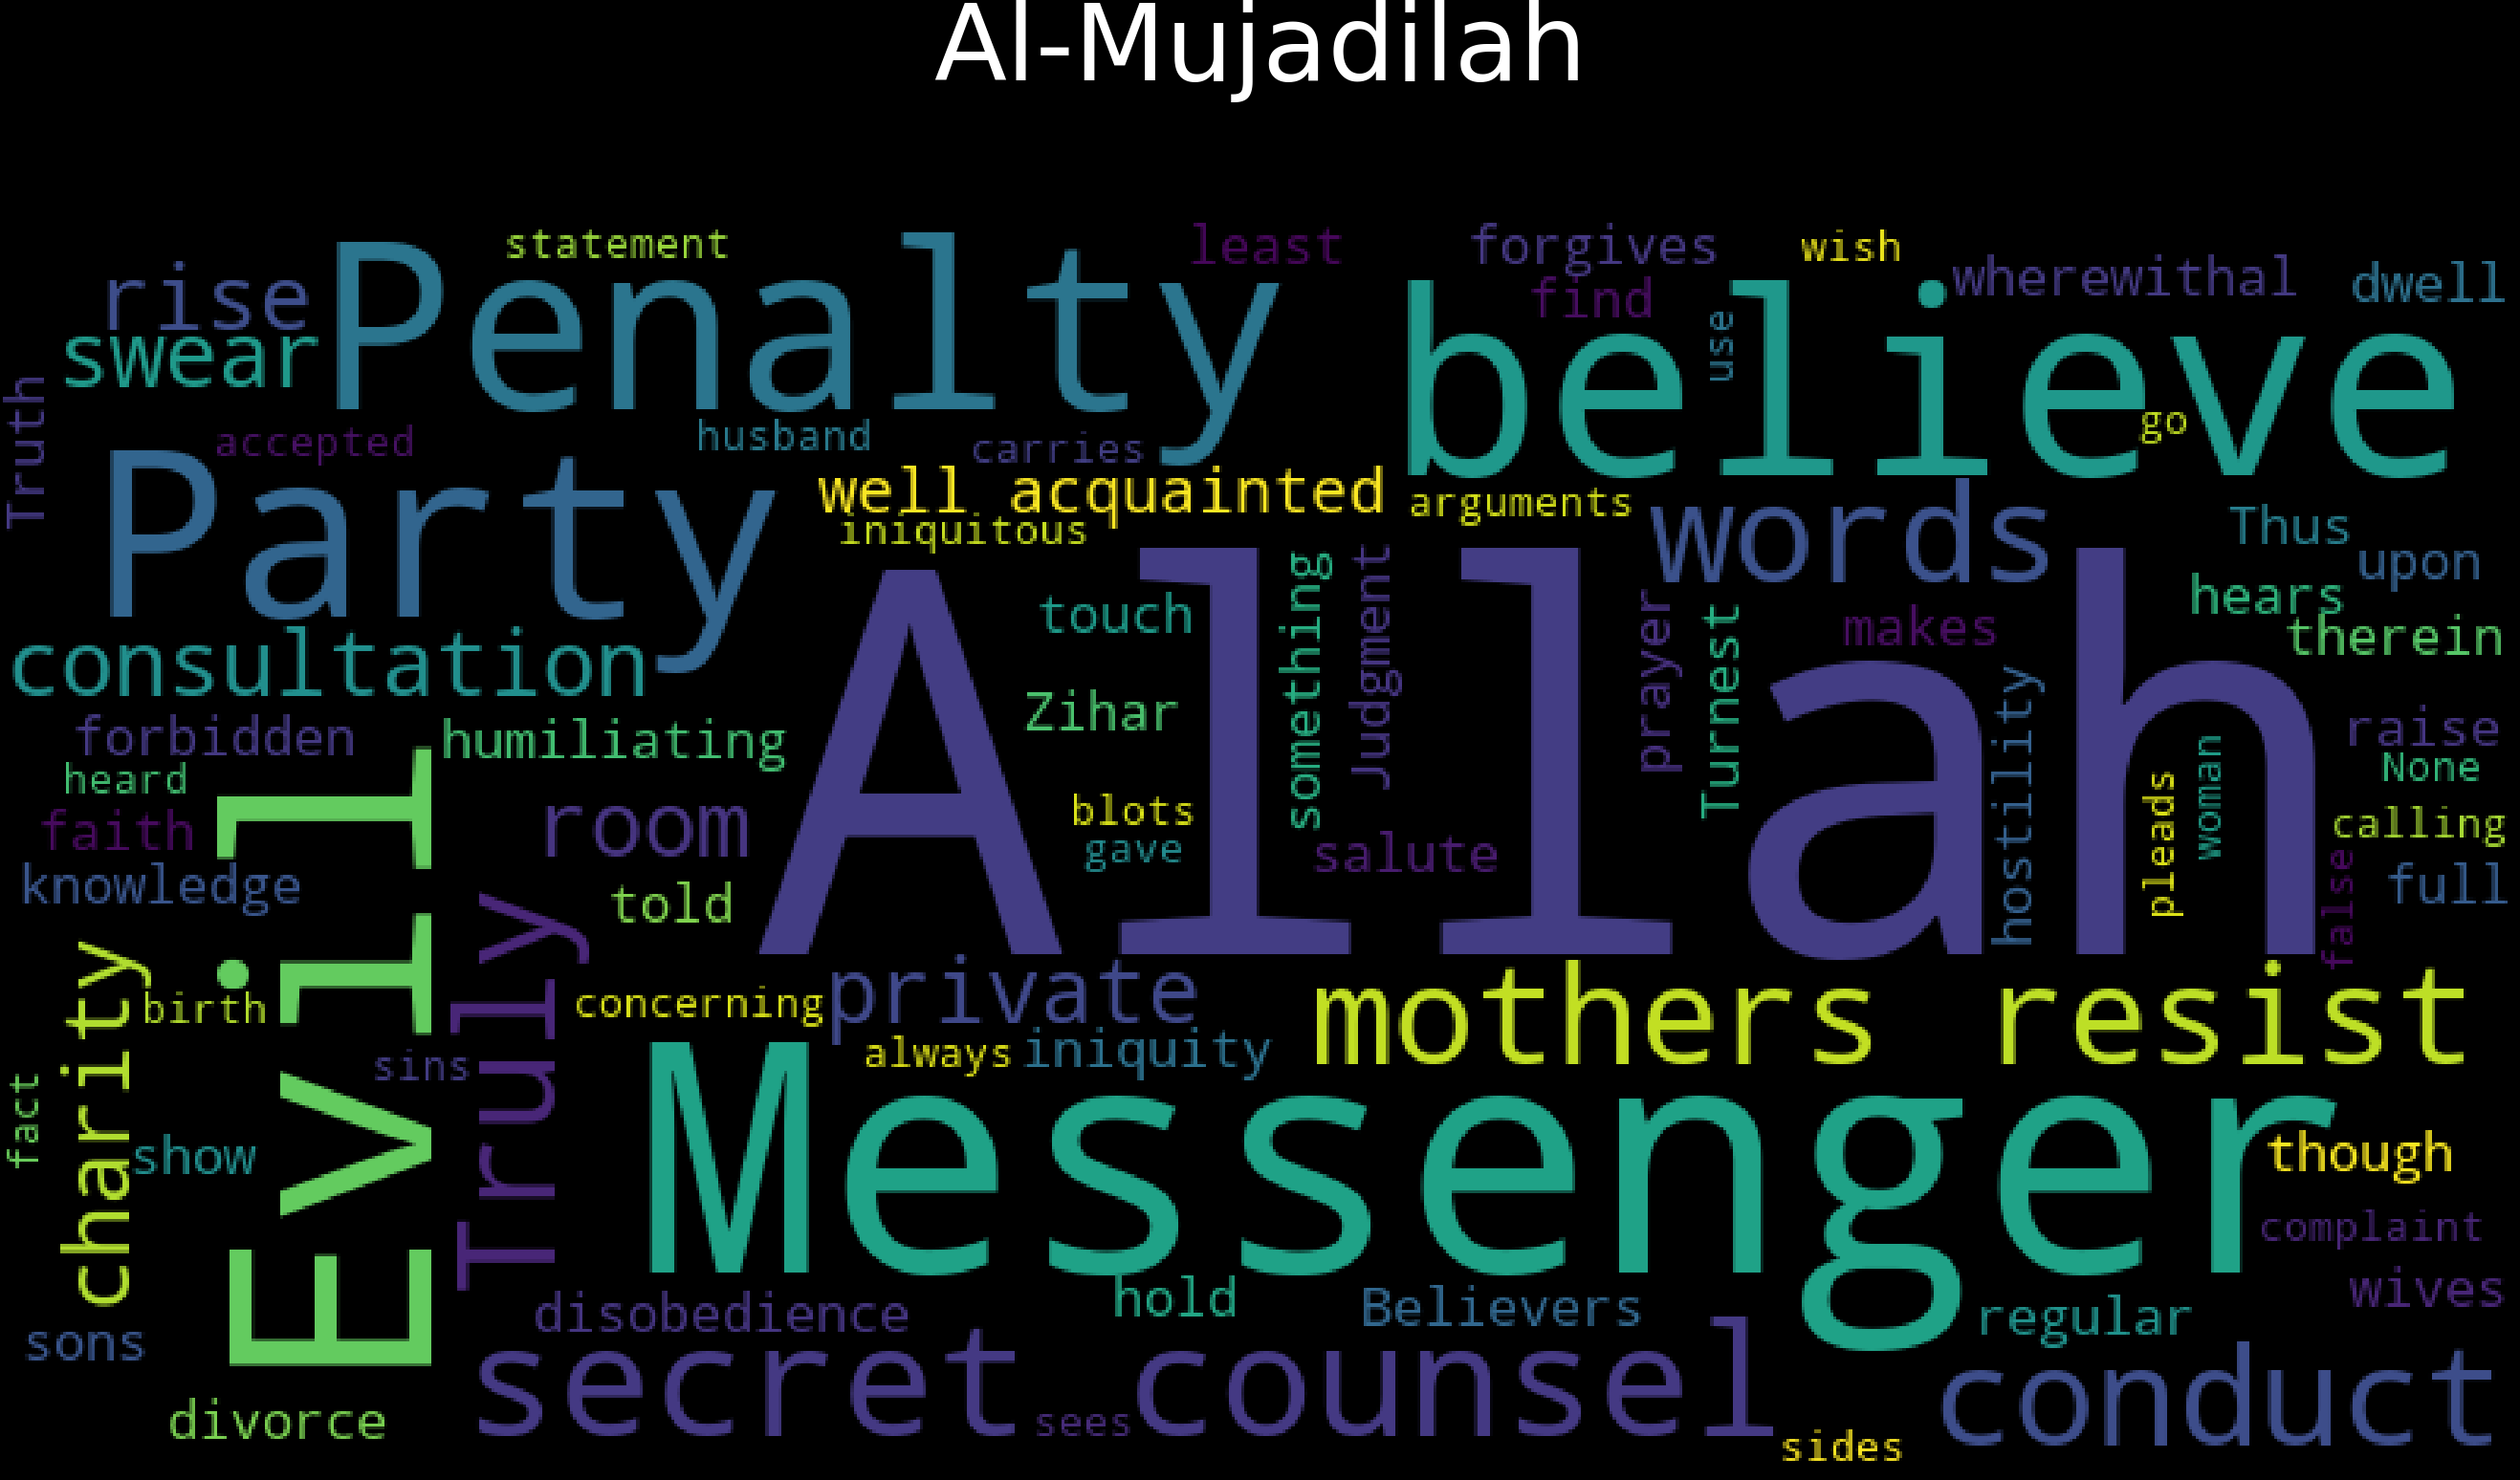 Al-Mujadilah
statement
least
forgives
wish
rise
Penalty
find
believe
wherewithal
dwell
swear
use
Truth
accepted
husband
carries
go
Party
well acquainted
arguments
words
iniquitous
Thus
upon
consultation
touch
something
Judgment
prayer
Turnest
makes
hears
therein
Allah
forbidden
humiliating
Zihar
hostility
raise
heard
None
faith
room
blots
gave
salute
pleads
woman
calling
knowledge
told
false
full
Evil
Truly
charity
birth
concerning
private
mothers resist
sins
always
iniquity
fact
show
Messenger
though
complaint
disobedience
hold
Believers
regular
wives
sons
secret counsel
conduct
divorce
sees
sides